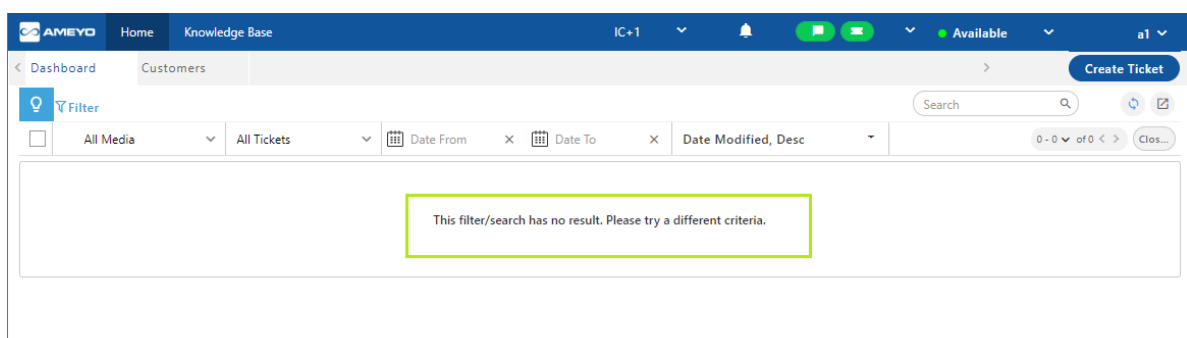 AMEYO Home Knowledge Base IC+1 Available a1
Dashboard Customers Create Ticket
Filter Search
All Media All Tickets Date From Date To Date Modified, Desc 0 - 0 of 0 Clos...
This filter/search has no result. Please try a different criteria.